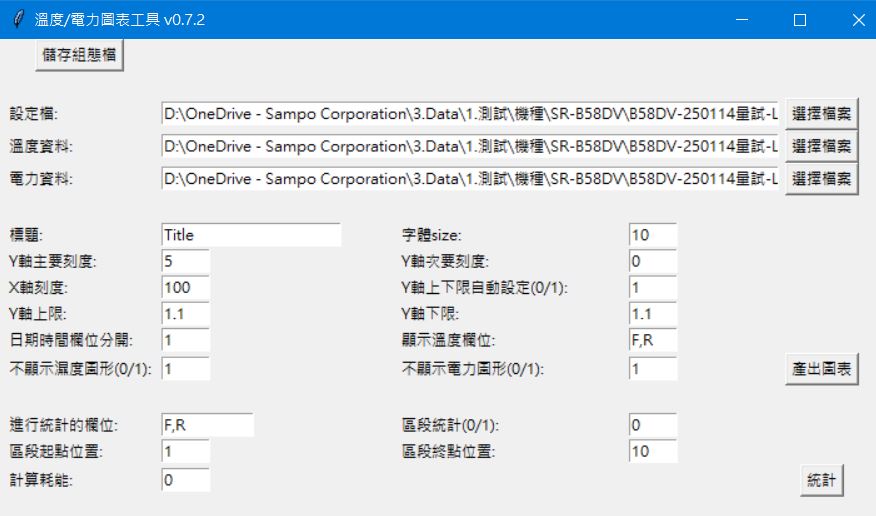 溫度/電力圖表工具 v0.7.2
儲存組態檔
設定檔: D:\OneDrive - Sampo Corporation\3.Data\1.測試\機種\SR-B58DV\B58DV-250114量試-L 選擇檔案
溫度資料: D:\OneDrive - Sampo Corporation\3.Data\1.測試\機種\SR-B58DV\B58DV-250114量試-L 選擇檔案
電力資料: D:\OneDrive - Sampo Corporation\3.Data\1.測試\機種\SR-B58DV\B58DV-250114量試-L 選擇檔案
標題: Title 字體size: 10
Y軸主要刻度: 5 Y軸次要刻度: 0
X軸刻度: 100 Y軸上下限自動設定(0/1): 1
Y軸上限: 1.1 Y軸下限: 1.1
日期時間欄位分開: 1 顯示溫度欄位: F,R
不顯示濕度圖形(0/1): 1 不顯示電力圖形(0/1): 1 產出圖表
進行統計的欄位: F,R 區段統計(0/1): 0
區段起點位置: 1 區段終點位置: 10
計算耗能: 0 統計